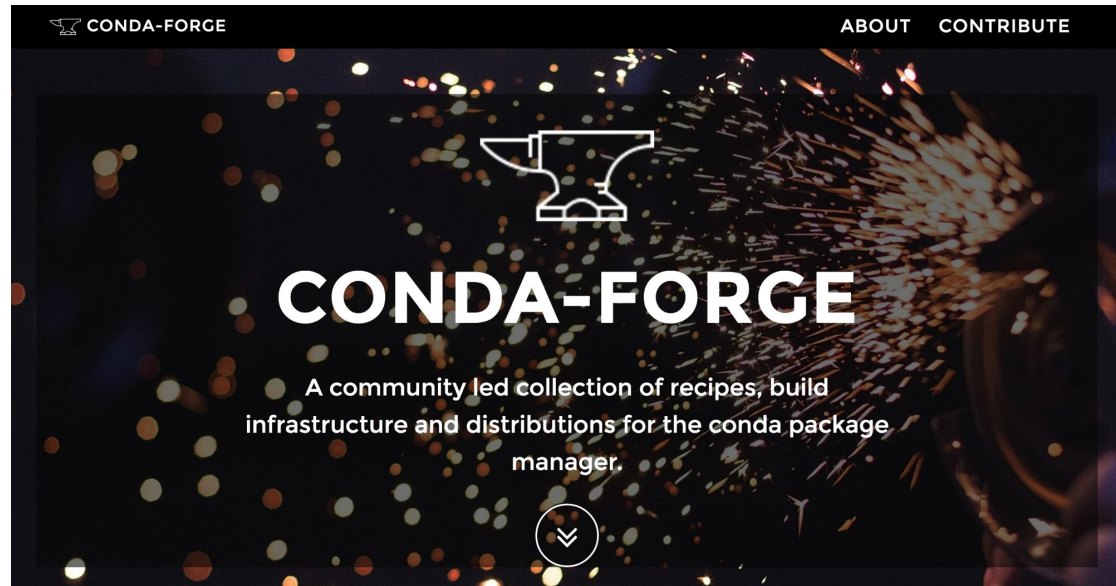 CONDA-FORGE
ABOUT
CONTRIBUTE
CONDA-FORGE
A community led collection of recipes, build
infrastructure and distributions for the conda package
manager.